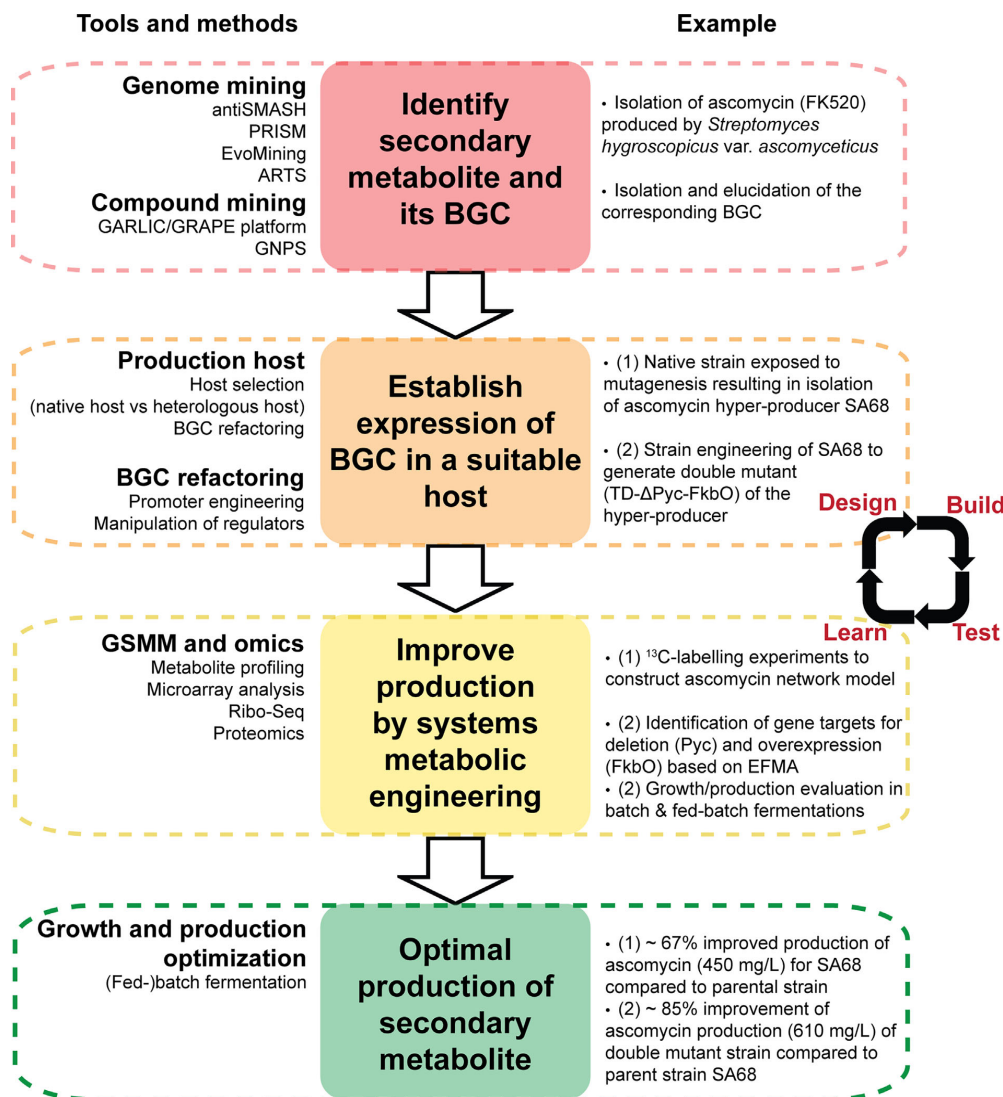 Tools and methods
Example
Genome mining
antiSMASH
PRISM
EvoMining
ARTS
Compound mining
GARLIC/GRAPE platform
GNPS
Identify
secondary
metabolite and
its BGC
• Isolation of ascomycin (FK520)
produced by Streptomyces
hygroscopicus var. ascomyceticus
• Isolation and elucidation of the
corresponding BGC
Production host
Host selection
(native host vs heterologous host)
BGC refactoring
BGC refactoring
Promoter engineering
Manipulation of regulators
Establish
expression of
BGC in a suitable
host
• (1) Native strain exposed to
mutagenesis resulting in isolation
of ascomycin hyper-producer SA68
• (2) Strain engineering of SA68 to
generate double mutant
(TD-ΔPyc-FkbO) of the
hyper-producer
Design
Build
Learn
Test
GSMM and omics
Metabolite profiling
Microarray analysis
Ribo-Seq
Proteomics
Improve
production
by systems
metabolic
engineering
• (1) ¹³C-labelling experiments to
construct ascomycin network model
• (2) Identification of gene targets for
deletion (Pyc) and overexpression
(FkbO) based on EFMA
• (2) Growth/production evaluation in
batch & fed-batch fermentations
Growth and production
optimization
(Fed-)batch fermentation
Optimal
production of
secondary
metabolite
• (1) ~ 67% improved production of
ascomycin (450 mg/L) for SA68
compared to parental strain
• (2) ~ 85% improvement of
ascomycin production (610 mg/L) of
double mutant strain compared to
parent strain SA68